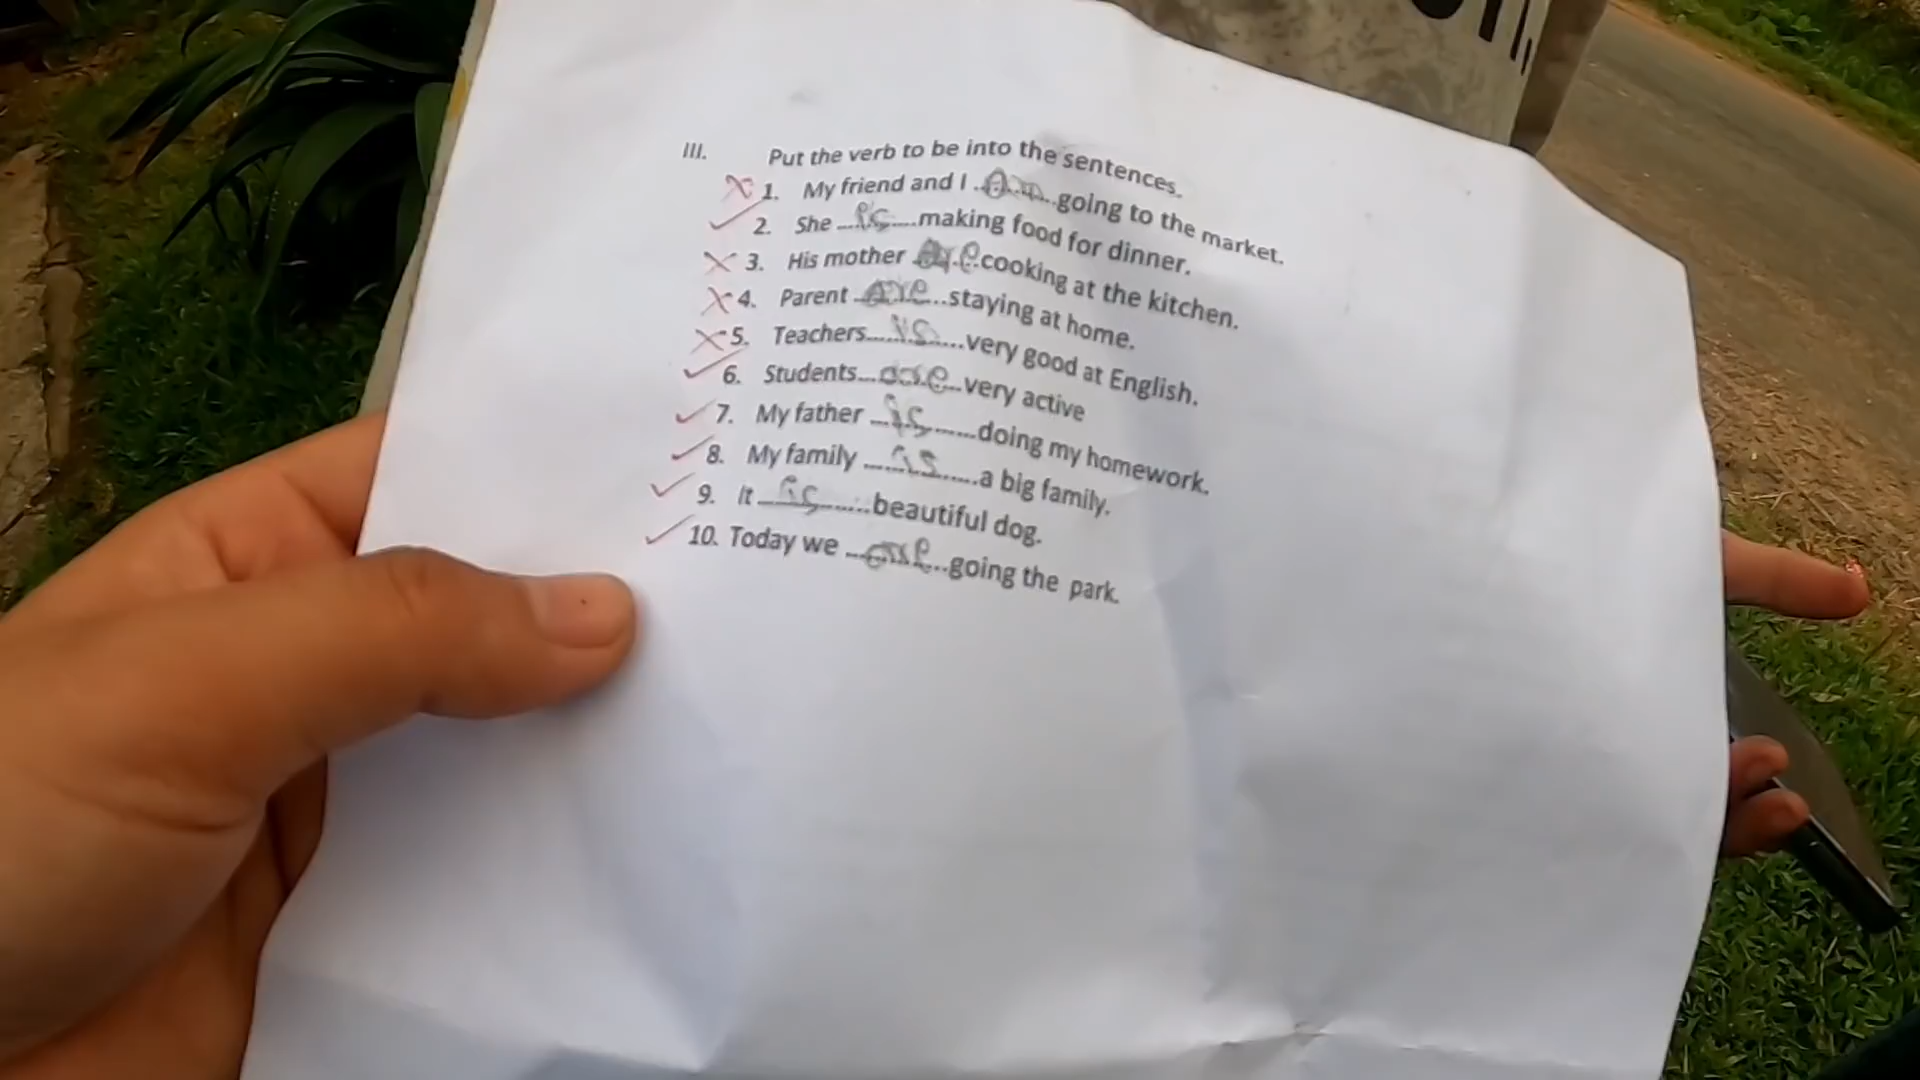 III. Put the verb to be into the sentences.
1. My friend and I ..Am....going to the market.
2. She ....is.....making food for dinner.
3. His mother ..are..cooking at the kitchen.
4. Parent ..Are...staying at home.
5. Teachers.....is.....very good at English.
6. Students...are...very active
7. My father ....is.......doing my homework.
8. My family .....is......a big family.
9. It ....is......beautiful dog.
10. Today we ....are...going the park.